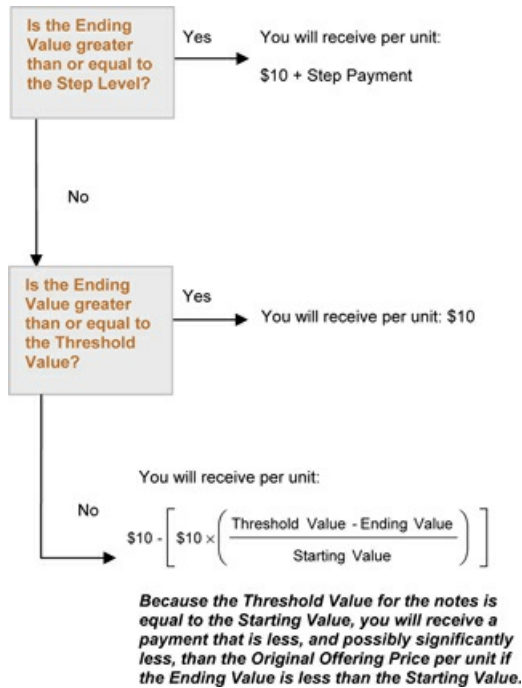 Is the Ending
Value greater
than or equal to
the Step Level?
Yes
You will receive per unit:
$10 + Step Payment
No
Is the Ending
Value greater
than or equal to
the Threshold
Value?
Yes
You will receive per unit: $10
No
You will receive per unit:
$10 - [ $10 × ( Threshold Value - Ending Value / Starting Value ) ]
Because the Threshold Value for the notes is
equal to the Starting Value, you will receive a
payment that is less, and possibly significantly
less, than the Original Offering Price per unit if
the Ending Value is less than the Starting Value.